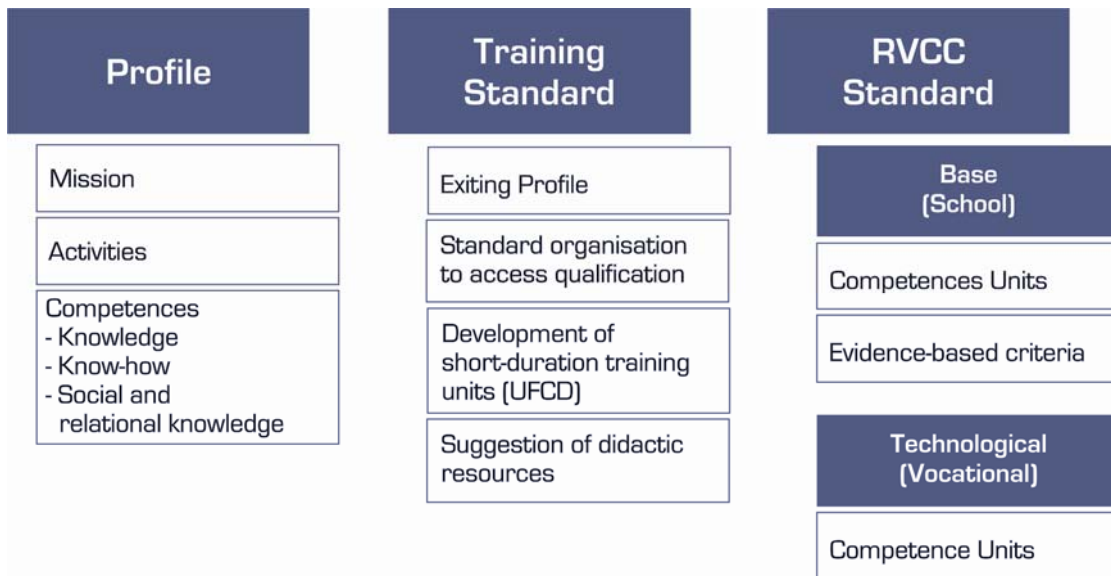 Profile
Mission
Activities
Competences
- Knowledge
- Know-how
- Social and
relational knowledge
Training
Standard
Exiting Profile
Standard organisation
to access qualification
Development of
short-duration training
units (UFCD)
Suggestion of didactic
resources
RVCC
Standard
Base
(School)
Competences Units
Evidence-based criteria
Technological
(Vocational)
Competence Units